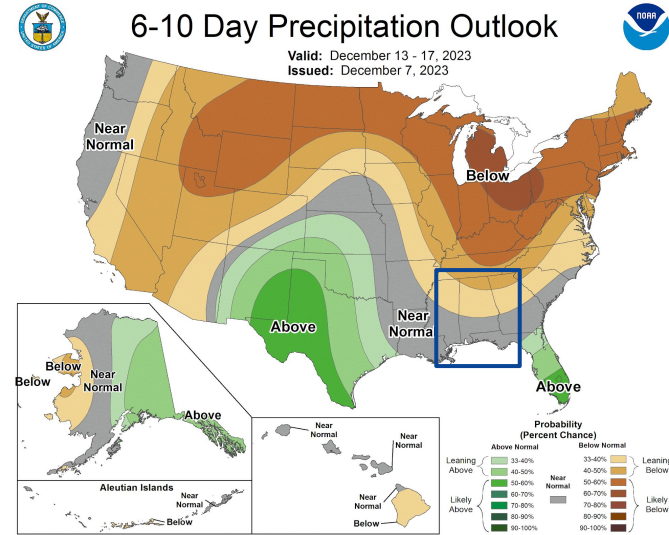 6-10 Day Precipitation Outlook
NOAA
Valid: December 13 - 17, 2023
Issued: December 7, 2023
Near
Normal
Below
Above
Near
Normal
Above
Below
Below
Near
Normal
Above
Aleutian Islands
Near
Normal
Below
Near
Normal
Near
Normal
Near
Normal
Below
Probability
(Percent Chance)
Above Normal
Below Normal
Leaning
Above
33-40%
40-50%
Likely
Above
50-60%
60-70%
70-80%
80-90%
90-100%
Near
Normal
33-40%
40-50%
Leaning
Below
50-60%
60-70%
70-80%
80-90%
90-100%
Likely
Below